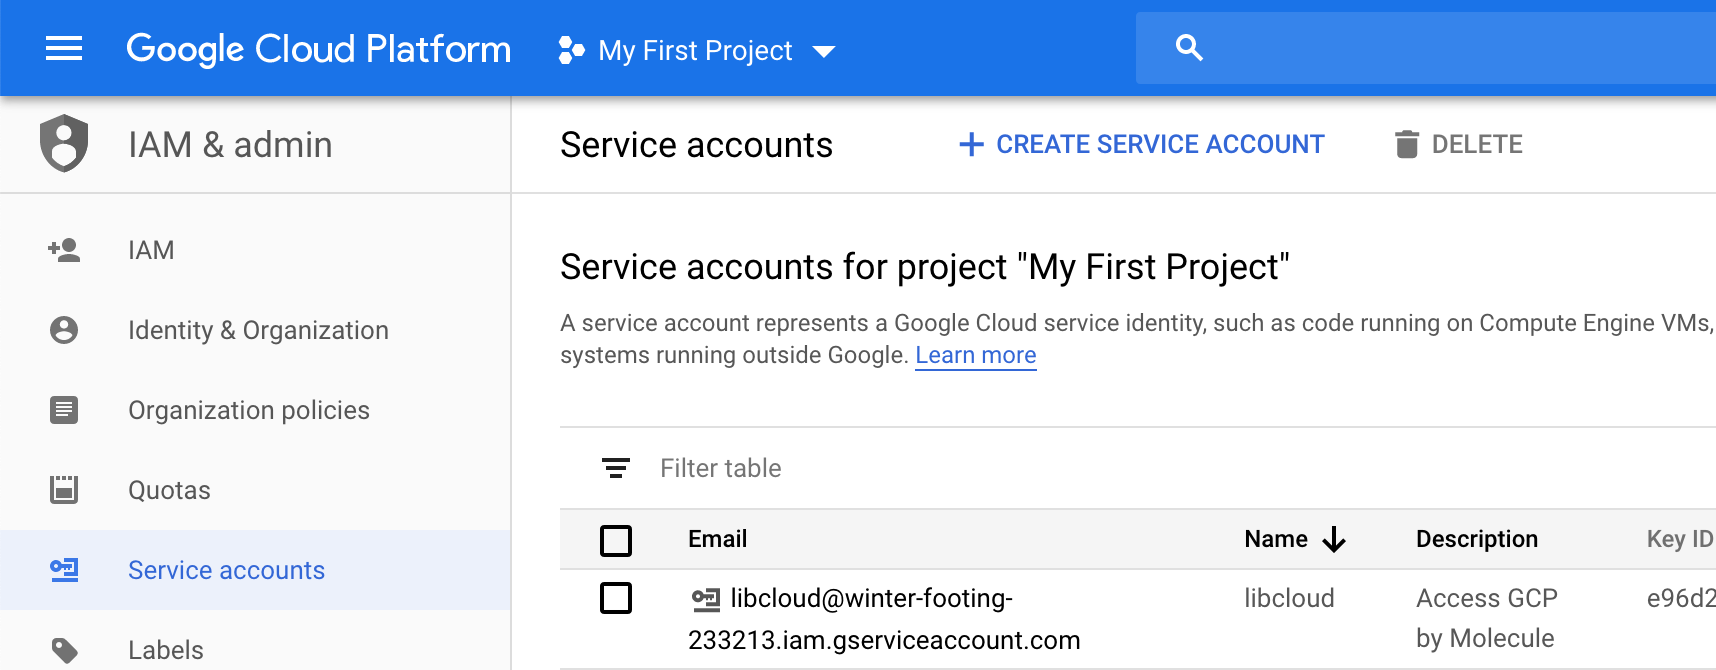 Google Cloud Platform
My First Project
IAM & admin
Service accounts
CREATE SERVICE ACCOUNT
DELETE
IAM
Identity & Organization
Organization policies
Quotas
Service accounts
Labels
Service accounts for project "My First Project"
A service account represents a Google Cloud service identity, such as code running on Compute Engine VMs,
systems running outside Google. Learn more
Filter table
Email Name Description Key ID
libcloud@winter-footing- libcloud Access GCP e96d2
233213.iam.gserviceaccount.com by Molecule